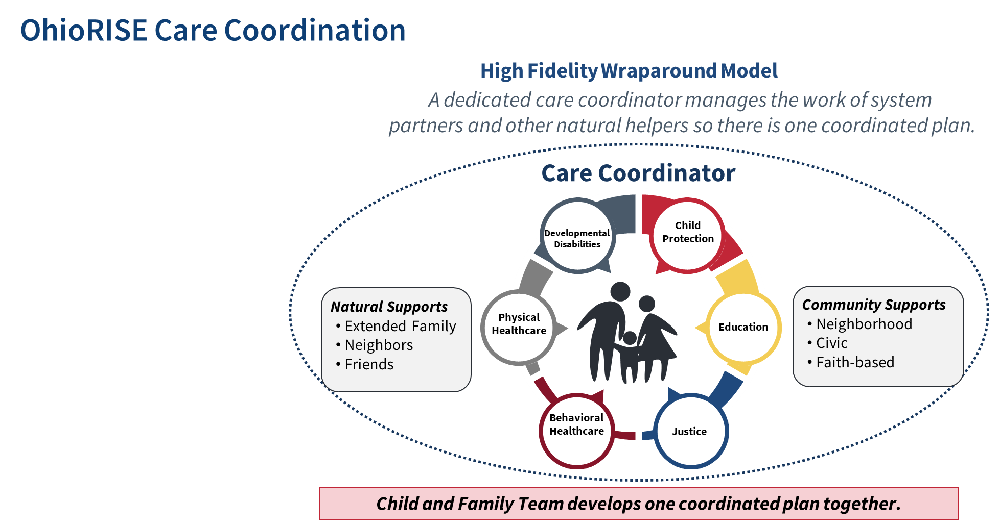 OhioRISE Care Coordination
High Fidelity Wraparound Model
A dedicated care coordinator manages the work of system
partners and other natural helpers so there is one coordinated plan.
Care Coordinator
Developmental
Disabilities
Child
Protection
Physical
Healthcare
Education
Behavioral
Healthcare
Justice
Natural Supports
• Extended Family
• Neighbors
• Friends
Community Supports
• Neighborhood
• Civic
• Faith-based
Child and Family Team develops one coordinated plan together.